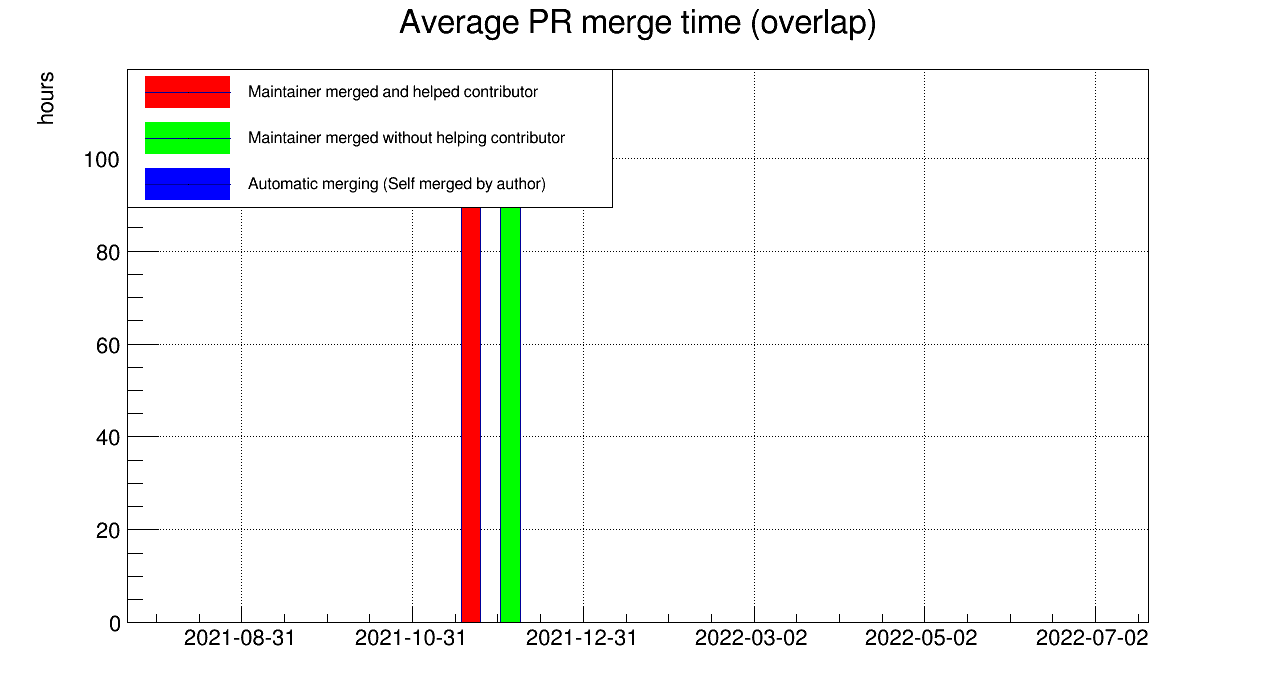 Average PR merge time (overlap)
hours
Maintainer merged and helped contributor
Maintainer merged without helping contributor
Automatic merging (Self merged by author)
100
80
60
40
20
0
2021-08-31 2021-10-31 2021-12-31 2022-03-02 2022-05-02 2022-07-02